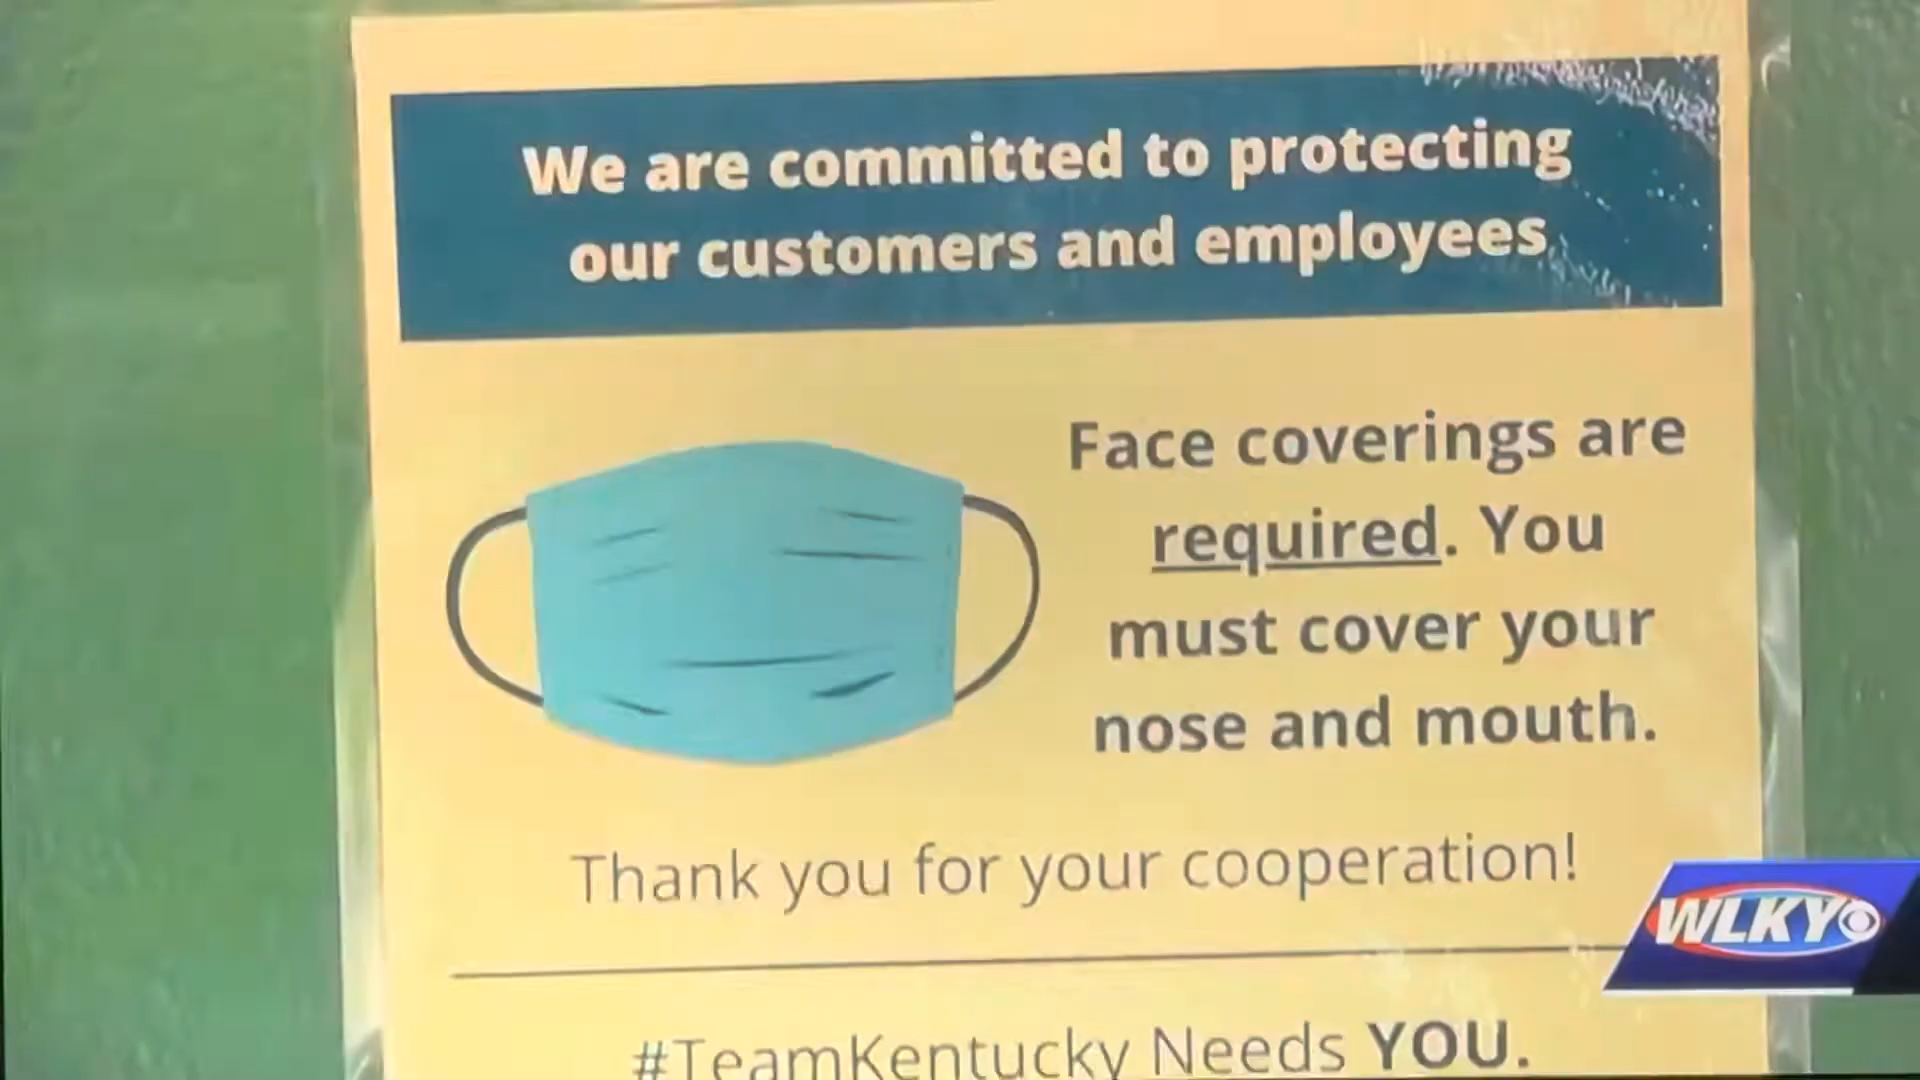 We are committed to protecting
our customers and employees
Face coverings are
required. You
must cover your
nose and mouth.
Thank you for your cooperation!
WLKY
#TeamKentucky Needs YOU.